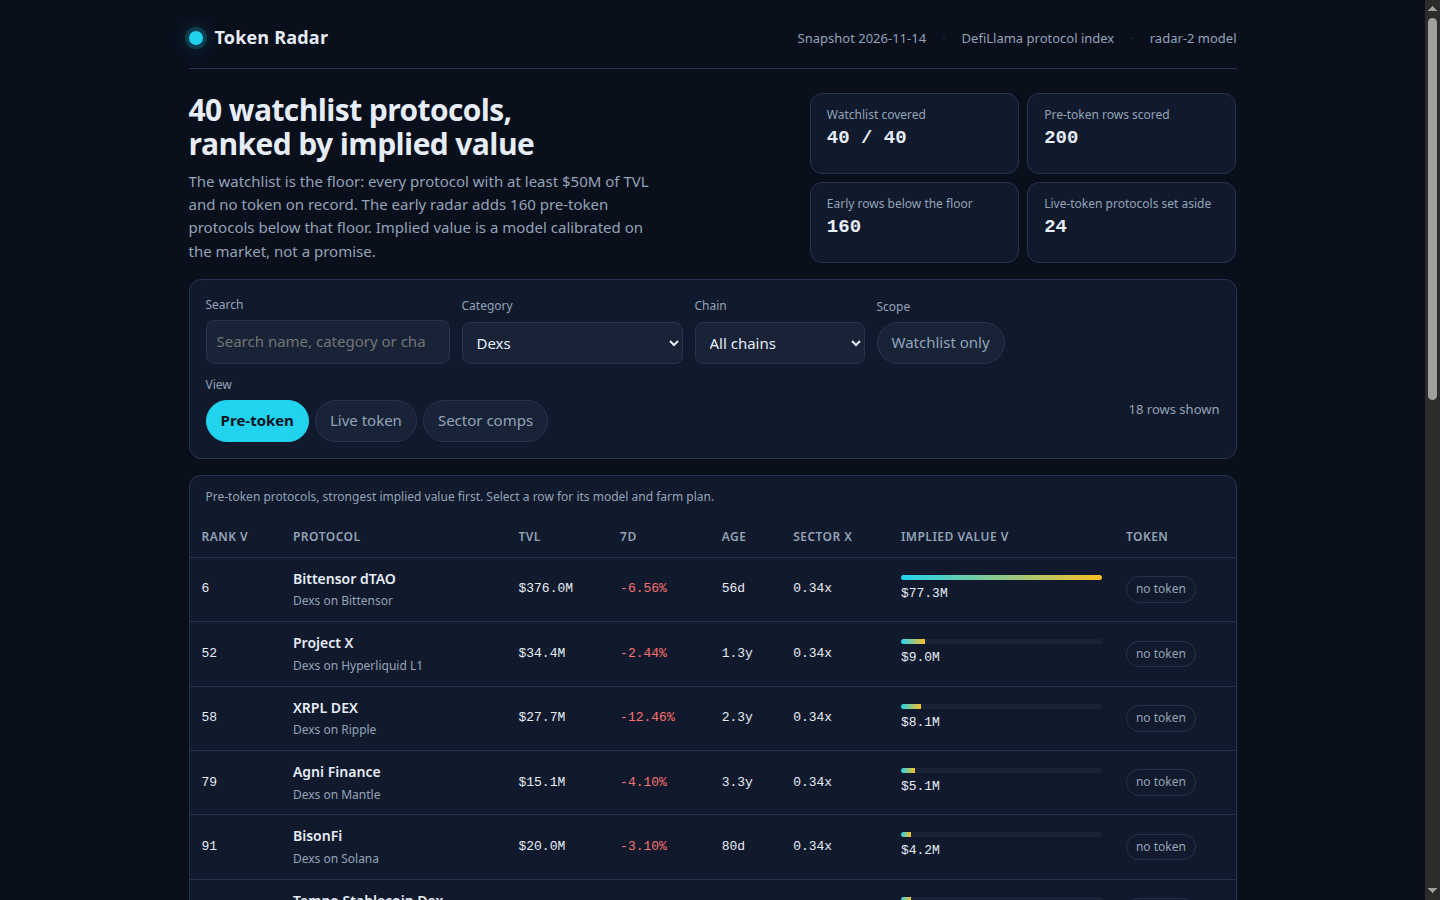 Token Radar
Snapshot 2026-11-14 · DefiLlama protocol index · radar-2 model
40 watchlist protocols,
ranked by implied value
The watchlist is the floor: every protocol with at least $50M of TVL
and no token on record. The early radar adds 160 pre-token
protocols below that floor. Implied value is a model calibrated on
the market, not a promise.
Watchlist covered
40 / 40
Pre-token rows scored
200
Early rows below the floor
160
Live-token protocols set aside
24
Search
Search name, category or cha
Category
Dexs
Chain
All chains
Scope
Watchlist only
View
Pre-token
Live token
Sector comps
18 rows shown
Pre-token protocols, strongest implied value first. Select a row for its model and farm plan.
RANK V PROTOCOL TVL 7D AGE SECTOR X IMPLIED VALUE V TOKEN
6 Bittensor dTAO $376.0M -6.56% 56d 0.34x $77.3M no token
Dexs on Bittensor
52 Project X $34.4M -2.44% 1.3y 0.34x $9.0M no token
Dexs on Hyperliquid L1
58 XRPL DEX $27.7M -12.46% 2.3y 0.34x $8.1M no token
Dexs on Ripple
79 Agni Finance $15.1M -4.10% 3.3y 0.34x $5.1M no token
Dexs on Mantle
91 BisonFi $20.0M -3.10% 80d 0.34x $4.2M no token
Dexs on Solana
Tempo Stablecoin Dex